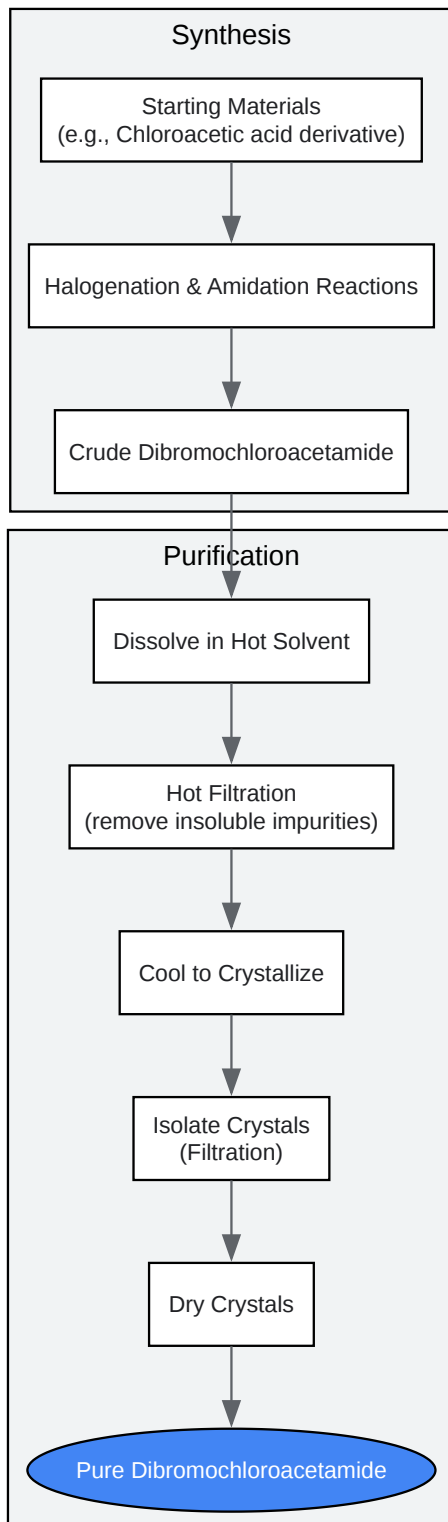 Synthesis
Starting Materials
(e.g., Chloroacetic acid derivative)
Halogenation & Amidation Reactions
Crude Dibromochloroacetamide
Purification
Dissolve in Hot Solvent
Hot Filtration
(remove insoluble impurities)
Cool to Crystallize
Isolate Crystals
(Filtration)
Dry Crystals
Pure Dibromochloroacetamide